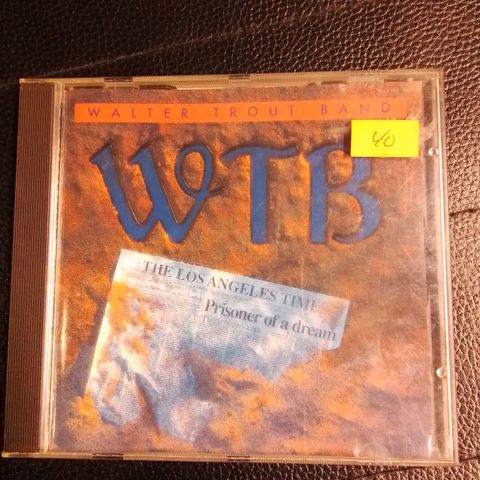 WALTER TROUT BAND
40
WTB
THE LOS ANGELES TIME
Prisoner of a dream